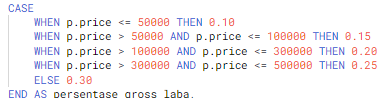 CASE
WHEN p.price <= 50000 THEN 0.10
WHEN p.price > 50000 AND p.price <= 100000 THEN 0.15
WHEN p.price > 100000 AND p.price <= 300000 THEN 0.20
WHEN p.price > 300000 AND p.price <= 500000 THEN 0.25
ELSE 0.30
END AS persentase_gross_laba,